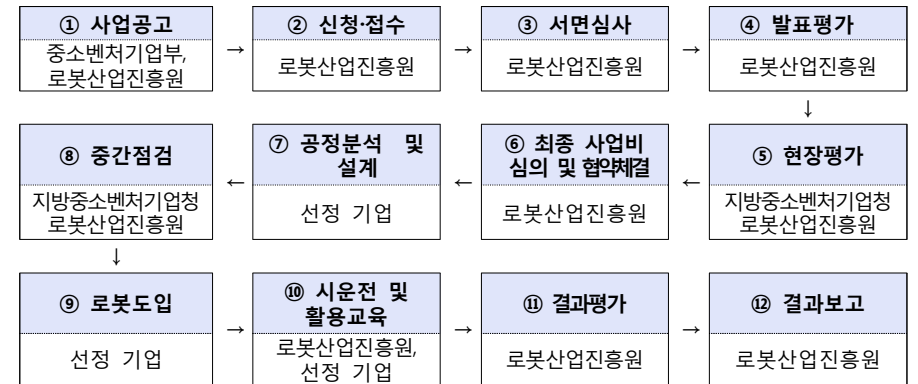 ① 사업공고
중소벤처기업부,
로봇산업진흥원
→
② 신청·접수
로봇산업진흥원
→
③ 서면심사
로봇산업진흥원
→
④ 발표평가
로봇산업진흥원
↓
⑤ 현장평가
지방중소벤처기업청
로봇산업진흥원
←
⑥ 최종 사업비
심의 및 협약체결
로봇산업진흥원
←
⑦ 공정분석 및
설계
선정 기업
←
⑧ 중간점검
지방중소벤처기업청
로봇산업진흥원
↓
⑨ 로봇도입
선정 기업
→
⑩ 시운전 및
활용교육
로봇산업진흥원,
선정 기업
→
⑪ 결과평가
로봇산업진흥원
→
⑫ 결과보고
로봇산업진흥원